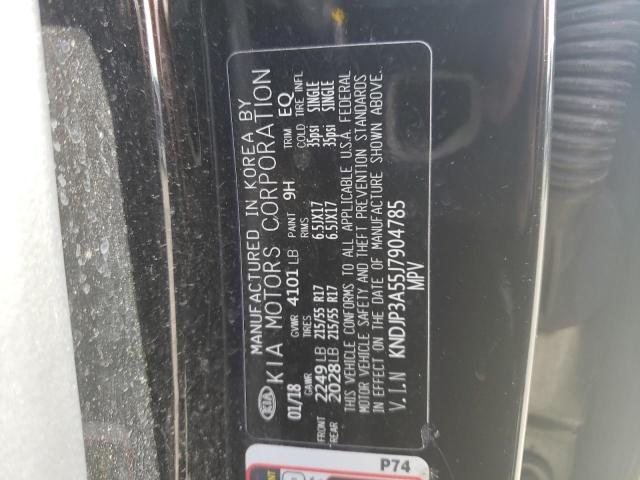 MANUFACTURED IN KOREA BY
KIA MOTORS CORPORATION
KIA
01/18 GVWR 4101 LB PAINT 9H TRIM EQ
GAWR TIRES RIMS COLD TIRE INFL
FRONT 2249 LB 215/55 R17 6.5JX17 35psi SINGLE
REAR 2028 LB 215/55 R17 6.5JX17 35psi SINGLE
THIS VEHICLE CONFORMS TO ALL APPLICABLE U.S.A. FEDERAL
MOTOR VEHICLE SAFETY AND THEFT PREVENTION STANDARDS
IN EFFECT ON THE DATE OF MANUFACTURE SHOWN ABOVE.
V.I.N KNDJP3A55J7904785
MPV
P74